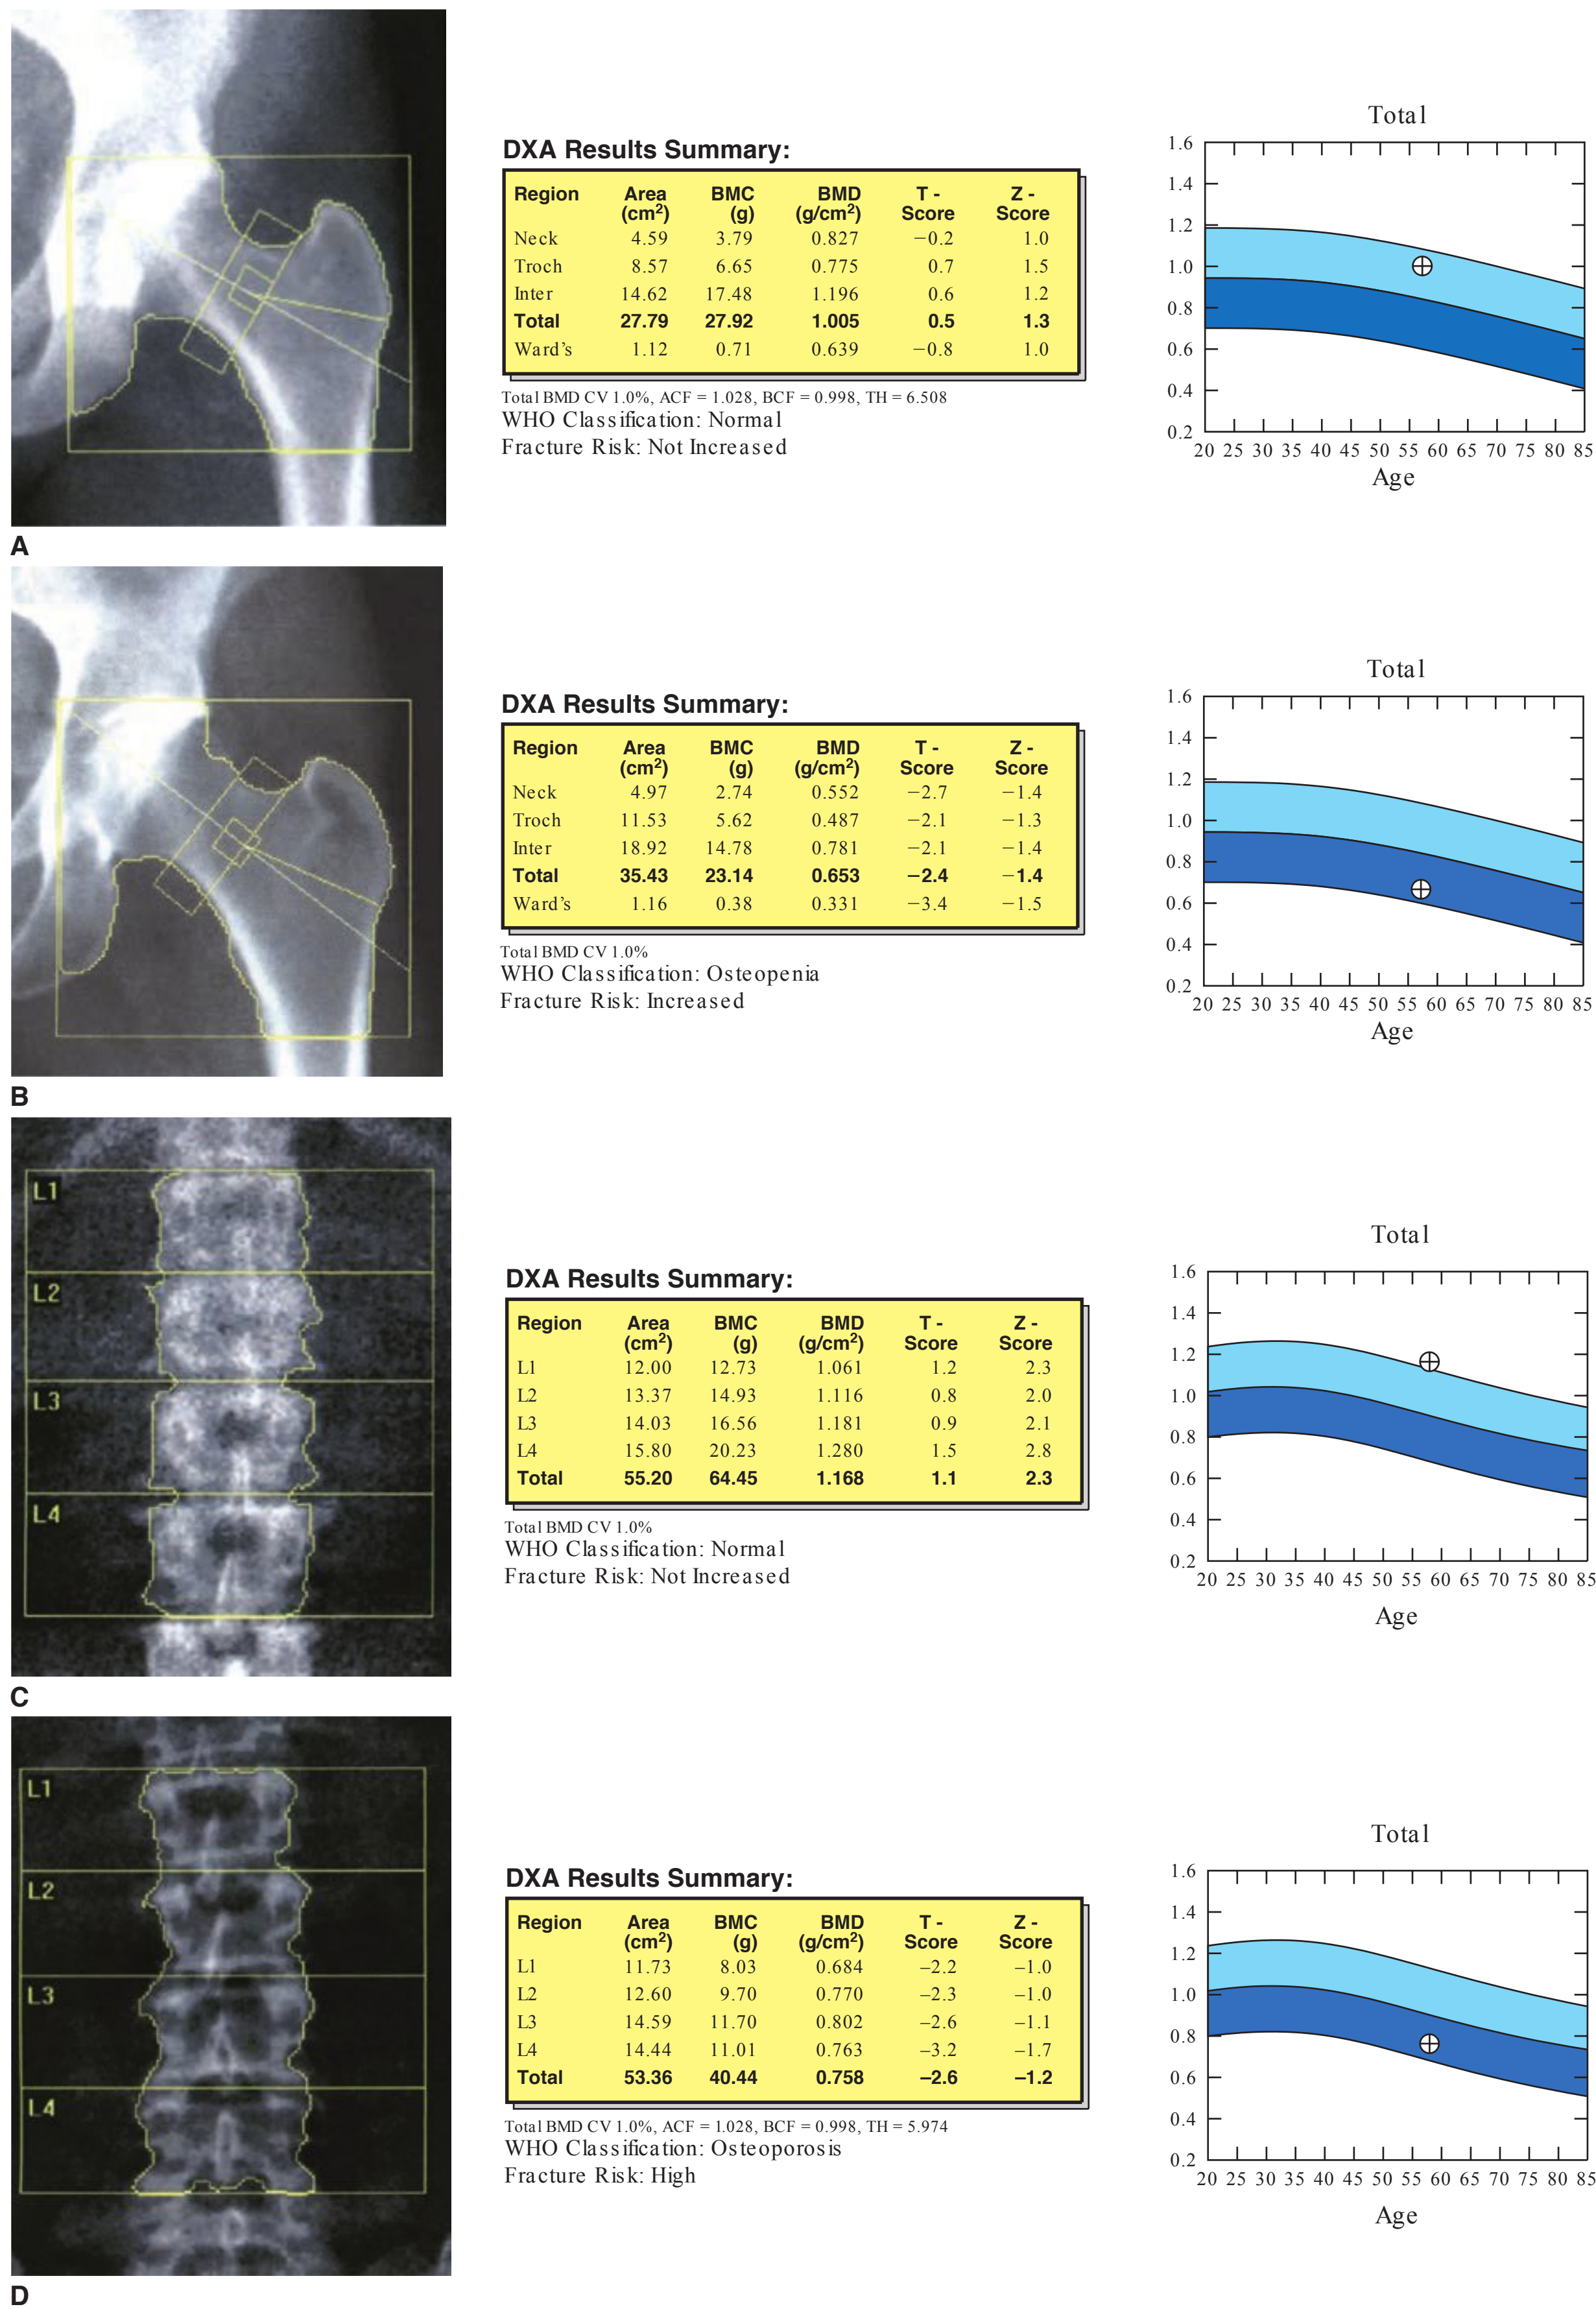 DXA Results Summary:
Region Area (cm²) BMC (g) BMD (g/cm²) T - Score Z - Score
Neck 4.59 3.79 0.827 −0.2 1.0
Troch 8.57 6.65 0.775 0.7 1.5
Inter 14.62 17.48 1.196 0.6 1.2
Total 27.79 27.92 1.005 0.5 1.3
Ward's 1.12 0.71 0.639 −0.8 1.0
Total BMD CV 1.0%, ACF = 1.028, BCF = 0.998, TH = 6.508
WHO Classification: Normal
Fracture Risk: Not Increased
Total
1.6
1.4
1.2
1.0
0.8
0.6
0.4
0.2
20 25 30 35 40 45 50 55 60 65 70 75 80 85
Age
A
DXA Results Summary:
Region Area (cm²) BMC (g) BMD (g/cm²) T - Score Z - Score
Neck 4.97 2.74 0.552 −2.7 −1.4
Troch 11.53 5.62 0.487 −2.1 −1.3
Inter 18.92 14.78 0.781 −2.1 −1.4
Total 35.43 23.14 0.653 −2.4 −1.4
Ward's 1.16 0.38 0.331 −3.4 −1.5
Total BMD CV 1.0%
WHO Classification: Osteopenia
Fracture Risk: Increased
Total
1.6
1.4
1.2
1.0
0.8
0.6
0.4
0.2
20 25 30 35 40 45 50 55 60 65 70 75 80 85
Age
B
L1
L2
L3
L4
DXA Results Summary:
Region Area (cm²) BMC (g) BMD (g/cm²) T - Score Z - Score
L1 12.00 12.73 1.061 1.2 2.3
L2 13.37 14.93 1.116 0.8 2.0
L3 14.03 16.56 1.181 0.9 2.1
L4 15.80 20.23 1.280 1.5 2.8
Total 55.20 64.45 1.168 1.1 2.3
Total BMD CV 1.0%
WHO Classification: Normal
Fracture Risk: Not Increased
Total
1.6
1.4
1.2
1.0
0.8
0.6
0.4
0.2
20 25 30 35 40 45 50 55 60 65 70 75 80 85
Age
C
L1
L2
L3
L4
DXA Results Summary:
Region Area (cm²) BMC (g) BMD (g/cm²) T - Score Z - Score
L1 11.73 8.03 0.684 –2.2 –1.0
L2 12.60 9.70 0.770 –2.3 –1.0
L3 14.59 11.70 0.802 –2.6 –1.1
L4 14.44 11.01 0.763 –3.2 –1.7
Total 53.36 40.44 0.758 –2.6 –1.2
Total BMD CV 1.0%, ACF = 1.028, BCF = 0.998, TH = 5.974
WHO Classification: Osteoporosis
Fracture Risk: High
Total
1.6
1.4
1.2
1.0
0.8
0.6
0.4
0.2
20 25 30 35 40 45 50 55 60 65 70 75 80 85
Age
D